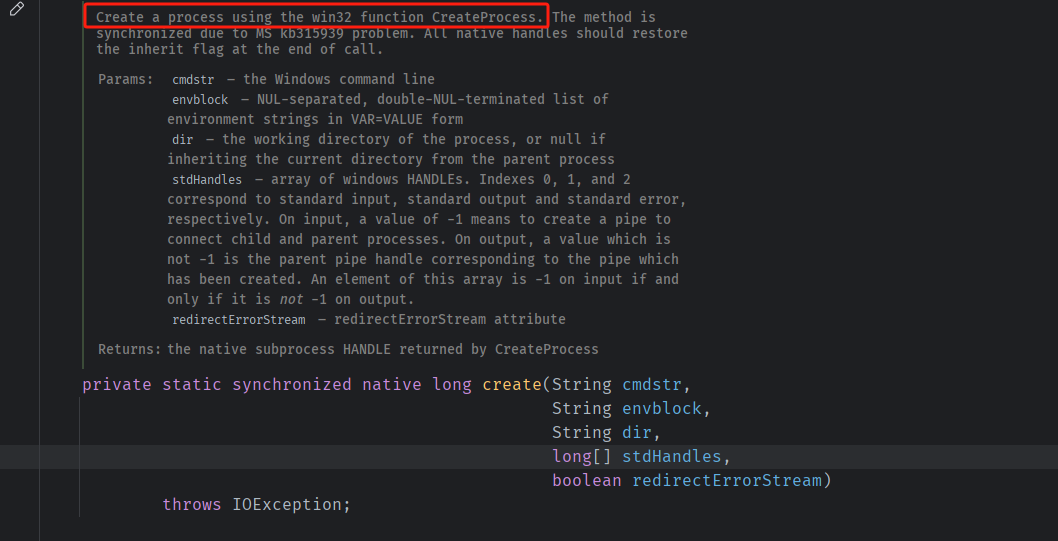 Create a process using the win32 function CreateProcess. The method is
synchronized due to MS kb315939 problem. All native handles should restore
the inherit flag at the end of call.
Params: cmdstr – the Windows command line
envblock – NUL-separated, double-NUL-terminated list of
environment strings in VAR=VALUE form
dir – the working directory of the process, or null if
inheriting the current directory from the parent process
stdHandles – array of windows HANDLEs. Indexes 0, 1, and 2
correspond to standard input, standard output and standard error,
respectively. On input, a value of -1 means to create a pipe to
connect child and parent processes. On output, a value which is
not -1 is the parent pipe handle corresponding to the pipe which
has been created. An element of this array is -1 on input if and
only if it is not -1 on output.
redirectErrorStream – redirectErrorStream attribute
Returns: the native subprocess HANDLE returned by CreateProcess
private static synchronized native long create(String cmdstr,
String envblock,
String dir,
long[] stdHandles,
boolean redirectErrorStream)
throws IOException;